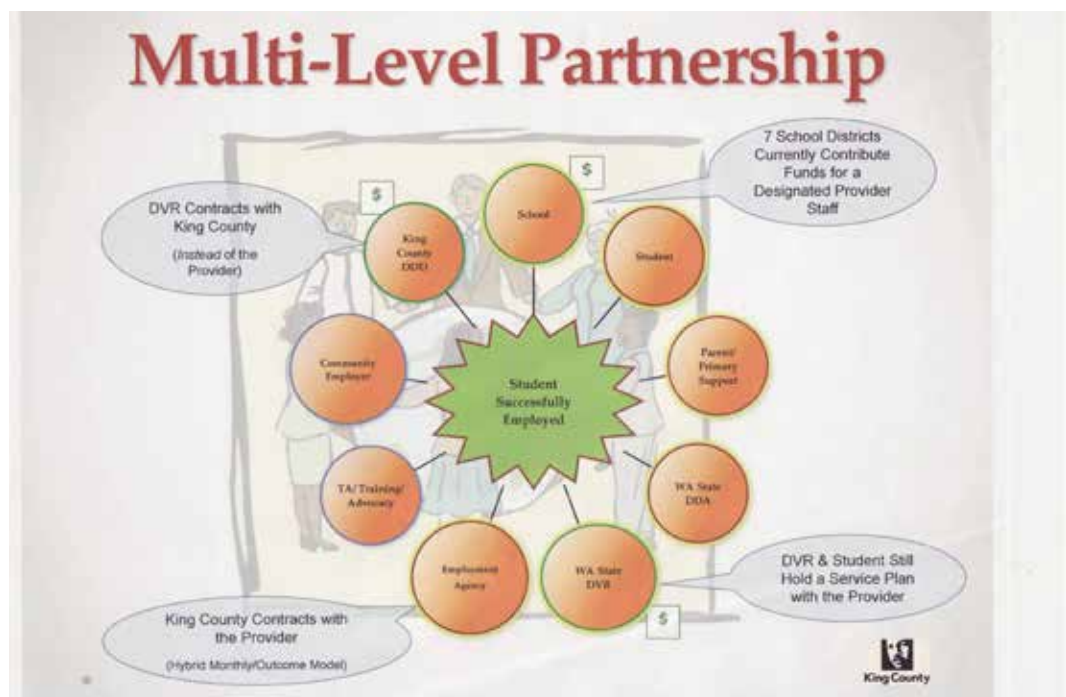 Multi-Level Partnership
7 School Districts
Currently Contribute
Funds for a
Designated Provider
Staff
$
$
School
DVR Contracts with
King County
(Instead of the
Provider)
King
County
DDD
Student
Community
Employer
Parent/
Primary
Support
Student
Successfully
Employed
TA/Training/
Advocacy
WA State
DDA
Employment
Agency
WA State
DVR
DVR & Student Still
Hold a Service Plan
with the Provider
$
King County Contracts with
the Provider
(Hybrid Monthly/Outcome Model)
King County